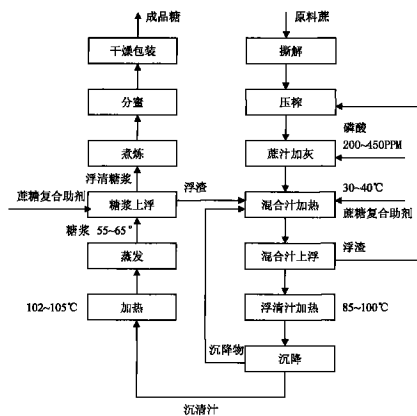 成品糖
原料蔗
干燥包装
撕解
分蜜
压榨
磷酸
200~450PPM
煮炼
蔗汁加灰
浮清糖浆
浮渣
30~40℃
蔗糖复合助剂
糖浆上浮
混合汁加热
蔗糖复合助剂
糖浆 55~65°
浮渣
蒸发
混合汁上浮
102~105℃
加热
浮清汁加热
85~100℃
沉降物
沉降
沉清汁